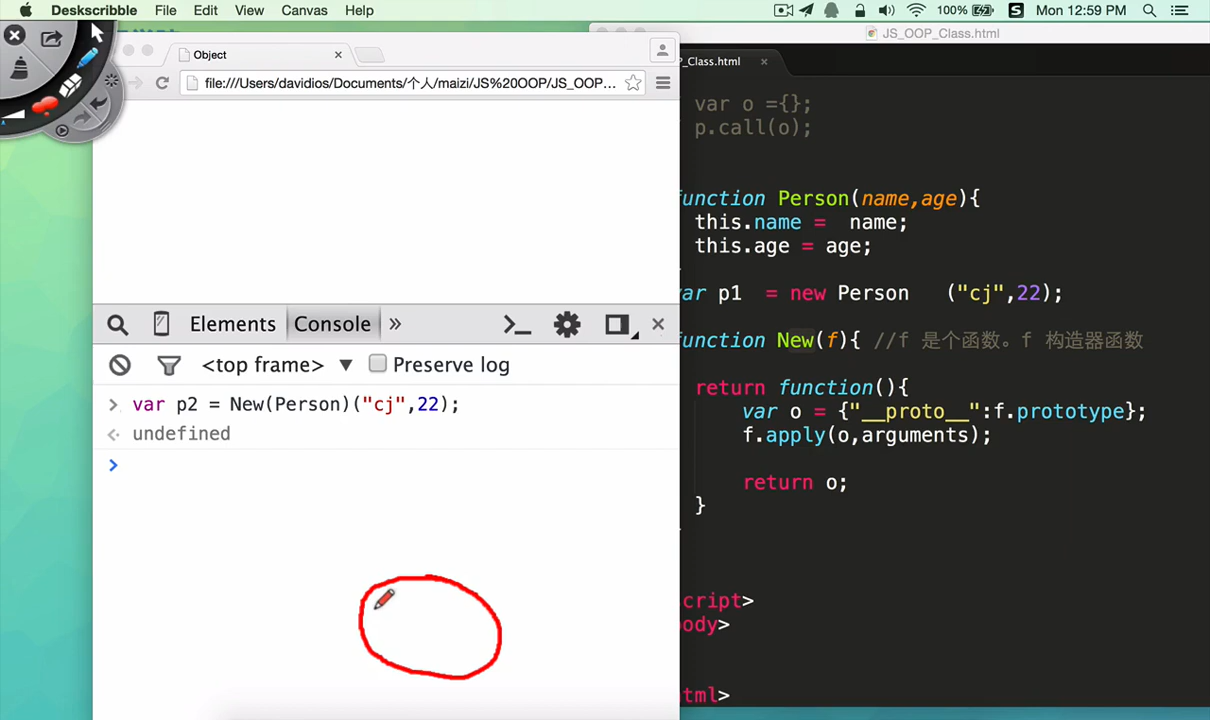 Deskscribble File Edit View Canvas Help 100% S Mon 12:59 PM
JS_OOP_Class.html
Object
P_Class.html
file:///Users/davidios/Documents/个人/maizi/JS%20OOP/JS_OOP...
var o ={};
p.call(o);
function Person(name,age){
this.name = name;
this.age = age;
var p1 = new Person ("cj",22);
function New(f){ //f 是个函数。f 构造器函数
return function(){
var o = {"__proto__":f.prototype};
f.apply(o,arguments);
return o;
}
cript>
ody>
tml>
Elements Console »
<top frame> ▼ Preserve log
> var p2 = New(Person)("cj",22);
undefined
>